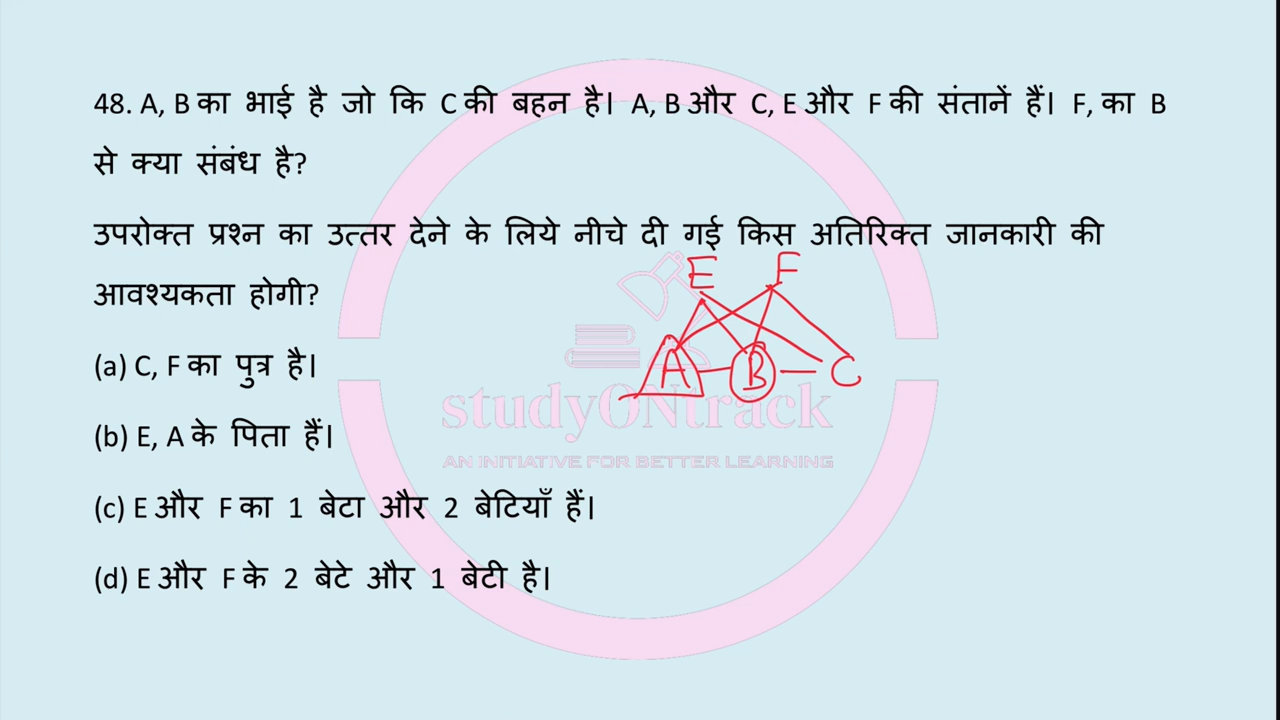 48. A, B का भाई है जो कि C की बहन है। A, B और C, E और F की संतानें हैं। F, का B
से क्या संबंध है?
उपरोक्त प्रश्न का उत्तर देने के लिये नीचे दी गई किस अतिरिक्त जानकारी की
आवश्यकता होगी?
E F
(a) C, F का पुत्र है।
A B C
studyONtrack
(b) E, A के पिता हैं।
AN INITIATIVE FOR BETTER LEARNING
(c) E और F का 1 बेटा और 2 बेटियाँ हैं।
(d) E और F के 2 बेटे और 1 बेटी है।